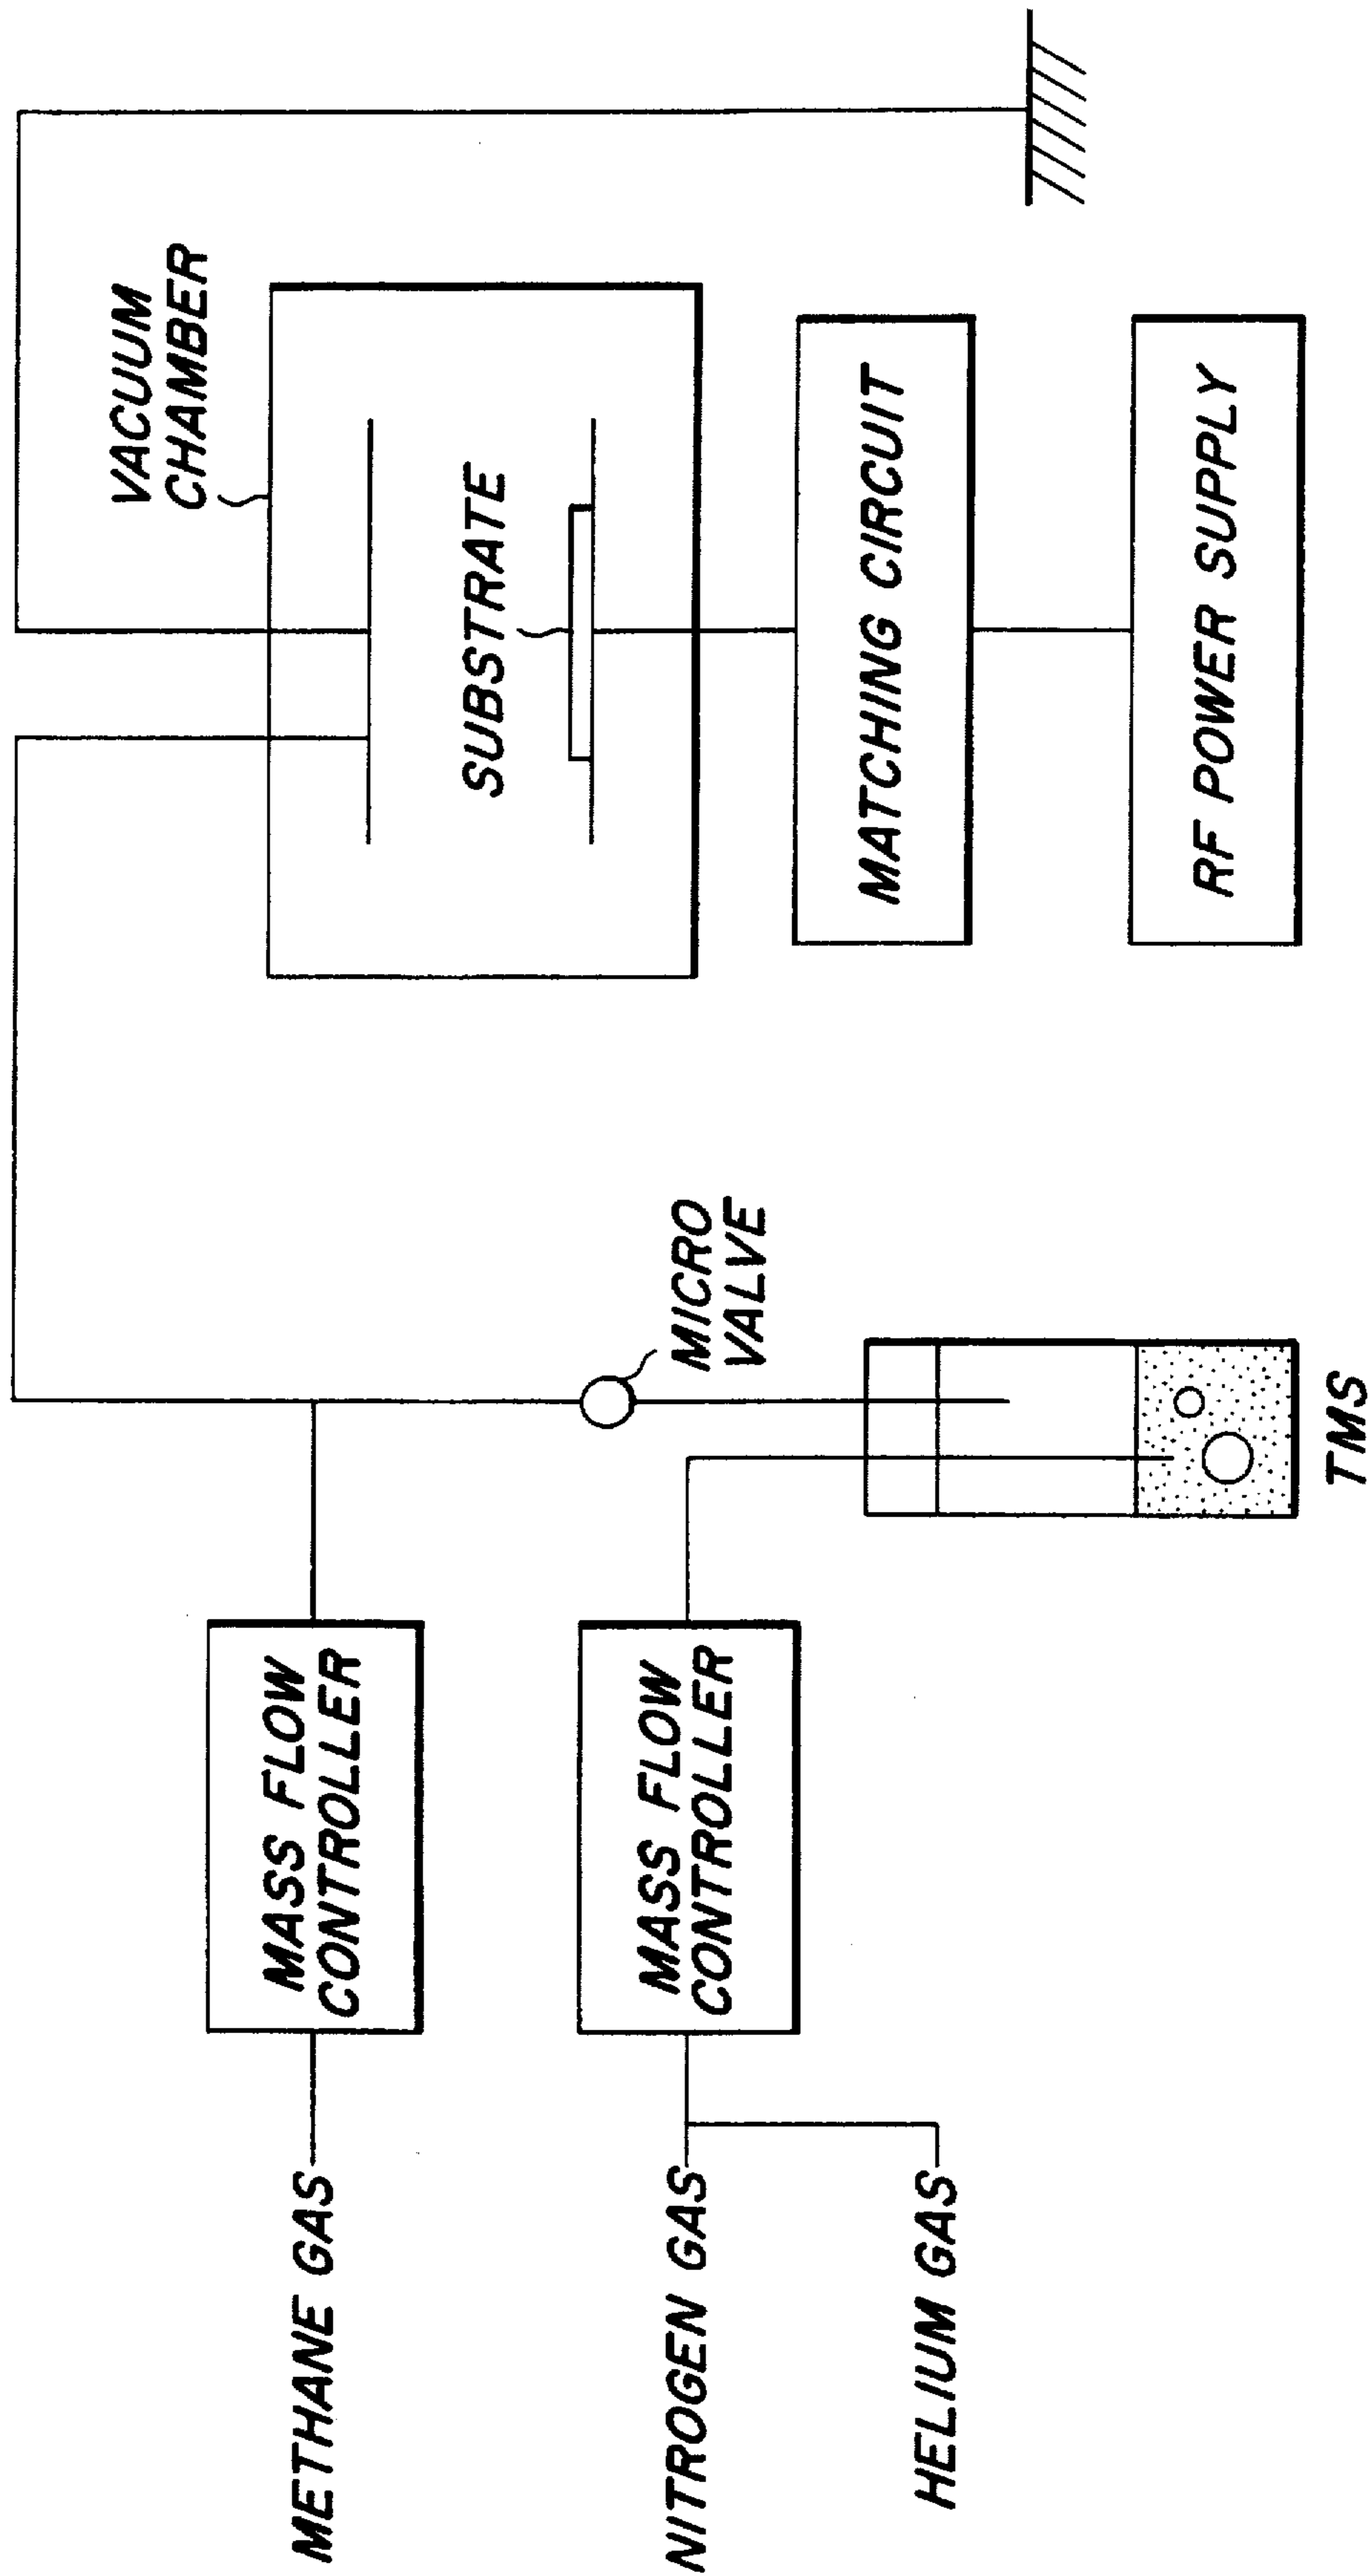 METHANE GAS
NITROGEN GAS
HELIUM GAS
MASS FLOW
CONTROLLER
MASS FLOW
CONTROLLER
MICRO
VALVE
TMS
VACUUM
CHAMBER
SUBSTRATE
MATCHING CIRCUIT
RF POWER SUPPLY